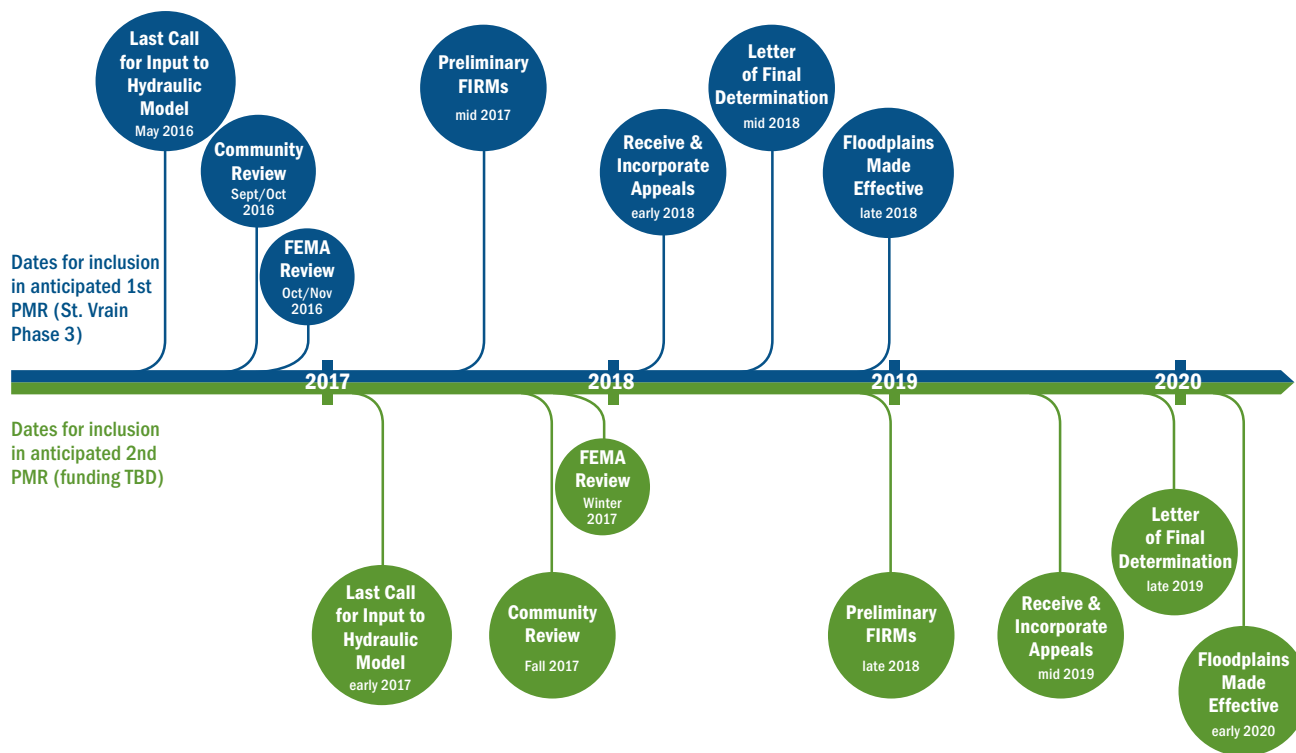 Last Call
for Input to
Hydraulic
Model
May 2016
Community
Review
Sept/Oct
2016
FEMA
Review
Oct/Nov
2016
Preliminary
FIRMs
mid 2017
Receive &
Incorporate
Appeals
early 2018
Letter
of Final
Determination
mid 2018
Floodplains
Made
Effective
late 2018
Dates for inclusion
in anticipated 1st
PMR (St. Vrain
Phase 3)
2017
2018
2019
2020
Dates for inclusion
in anticipated 2nd
PMR (funding TBD)
Last Call
for Input to
Hydraulic
Model
early 2017
Community
Review
Fall 2017
FEMA
Review
Winter
2017
Preliminary
FIRMs
late 2018
Receive &
Incorporate
Appeals
mid 2019
Letter
of Final
Determination
late 2019
Floodplains
Made
Effective
early 2020